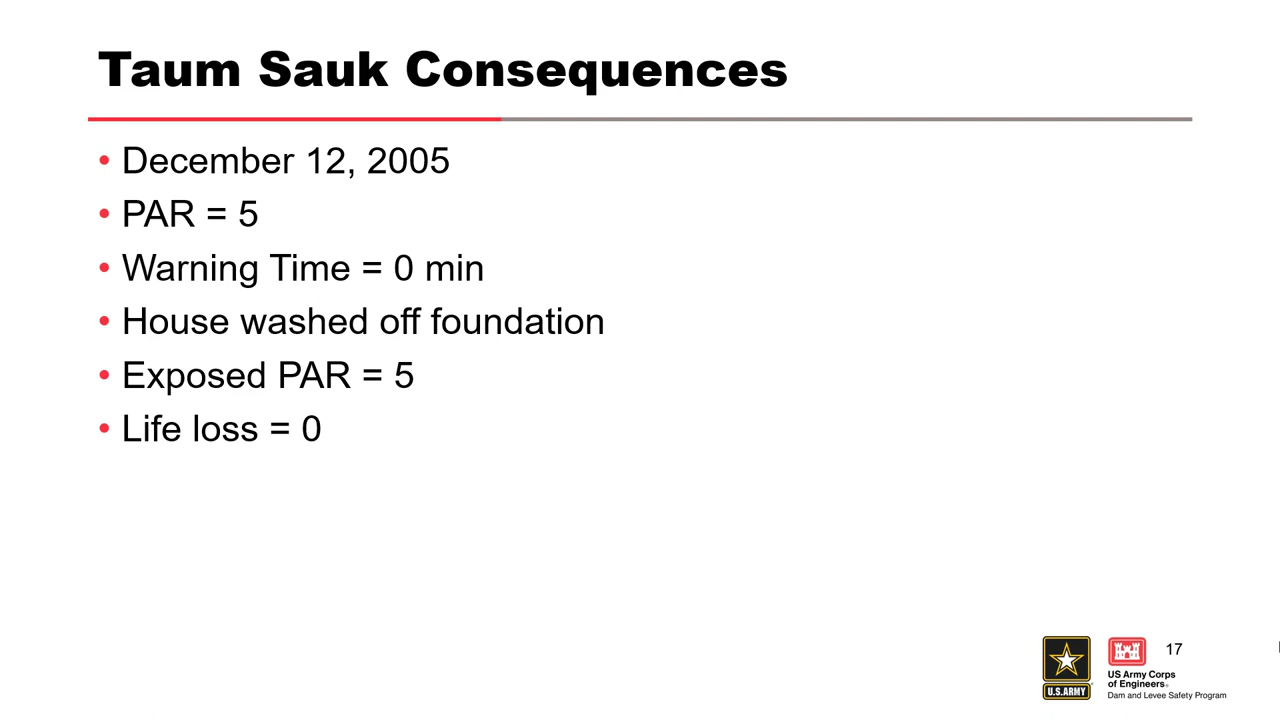 Taum Sauk Consequences
• December 12, 2005
• PAR = 5
• Warning Time = 0 min
• House washed off foundation
• Exposed PAR = 5
• Life loss = 0
17
U.S.ARMY
US Army Corps
of Engineers®
Dam and Levee Safety Program